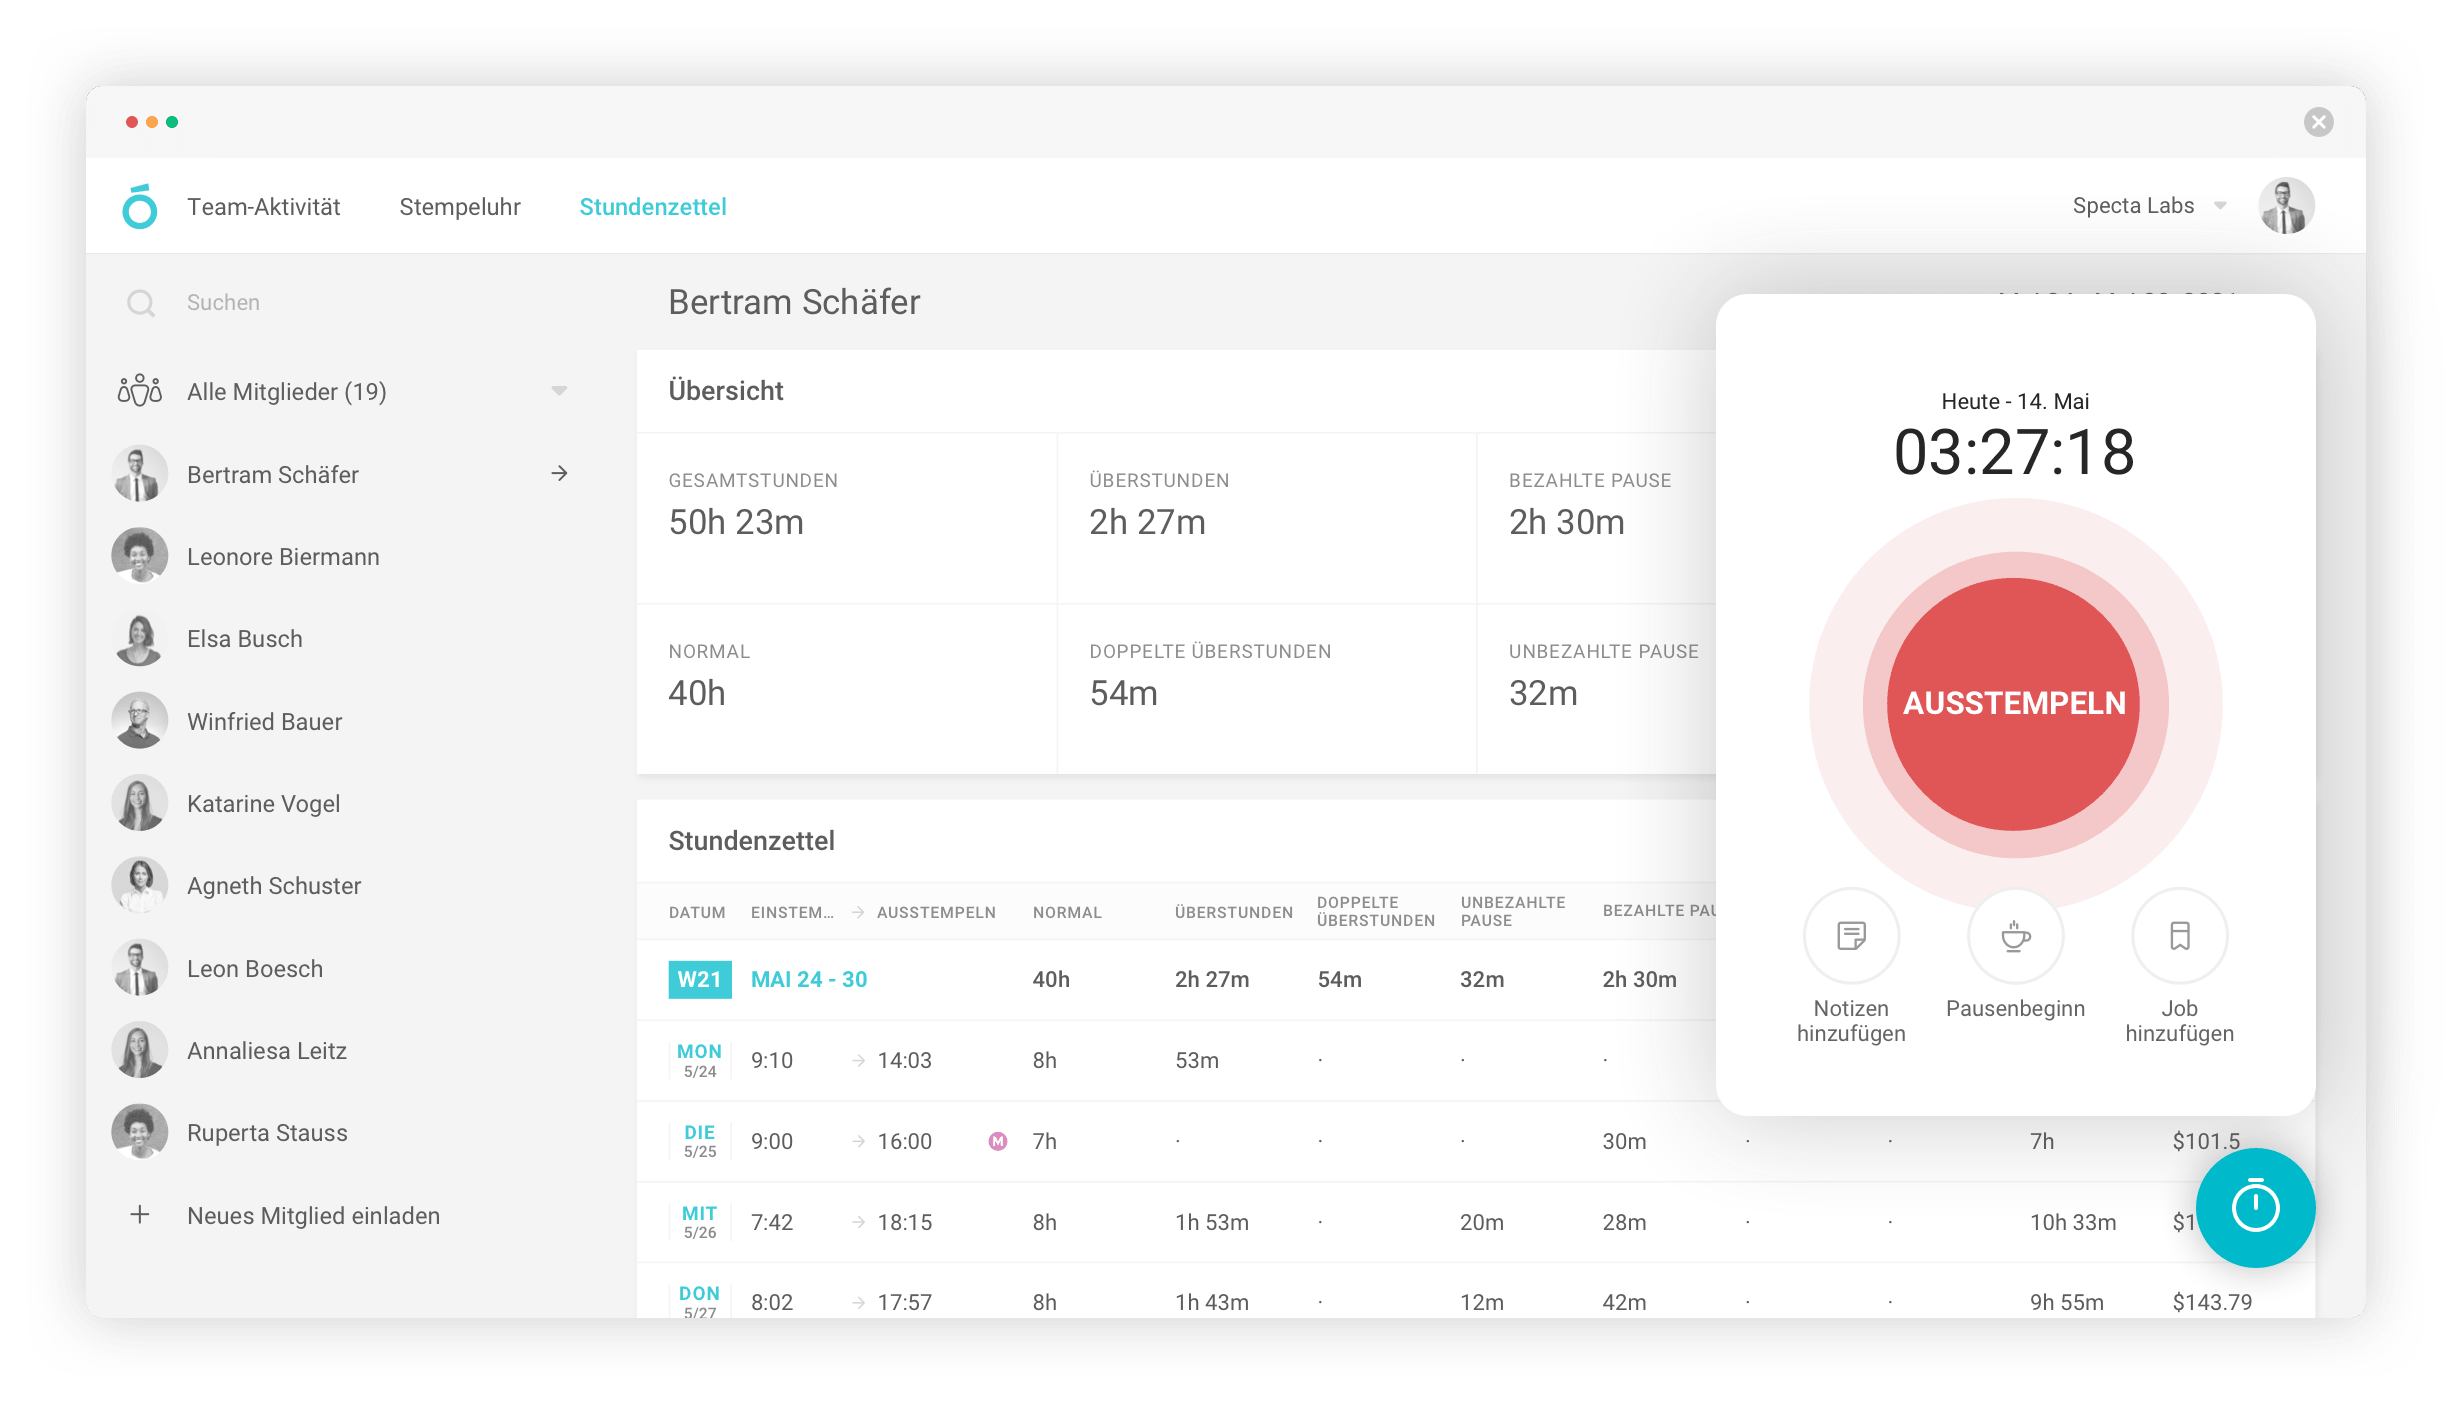 Team-Aktivität
Stempeluhr
Stundenzettel
Specta Labs
Suchen
Alle Mitglieder (19)
Bertram Schäfer
Leonore Biermann
Elsa Busch
Winfried Bauer
Katarine Vogel
Agneth Schuster
Leon Boesch
Annaliesa Leitz
Ruperta Stauss
Neues Mitglied einladen
Bertram Schäfer
Übersicht
GESAMTSTUNDEN
50h 23m
ÜBERSTUNDEN
2h 27m
BEZAHLTE PAUSE
2h 30m
NORMAL
40h
DOPPELTE ÜBERSTUNDEN
54m
UNBEZAHLTE PAUSE
32m
Stundenzettel
DATUM
EINSTEM... → AUSSTEMPELN
NORMAL
ÜBERSTUNDEN
DOPPELTE
ÜBERSTUNDEN
UNBEZAHLTE
PAUSE
BEZAHLTE
W21 MAI 24 - 30 40h 2h 27m 54m 32m 2h 30m
MON
5/24
9:10 → 14:03 8h 53m · · ·
DIE
5/25
9:00 → 16:00 M 7h · · · 30m · · 7h $101.5
MIT
5/26
7:42 → 18:15 8h 1h 53m · 20m 28m · · 10h 33m
DON
5/27
8:02 → 17:57 8h 1h 43m · 12m 42m · · 9h 55m $143.79
Heute - 14. Mai
03:27:18
AUSSTEMPELN
Notizen
hinzufügen
Pausenbeginn
Job
hinzufügen